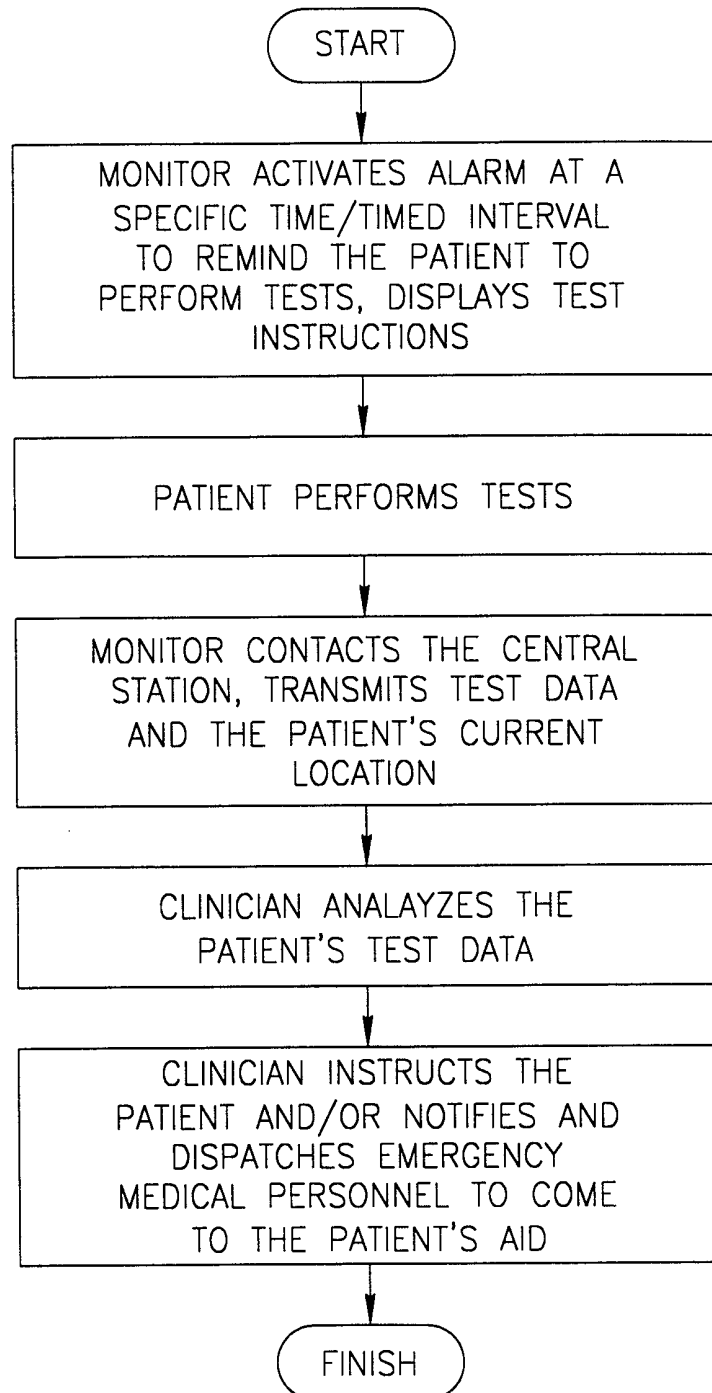 START
MONITOR ACTIVATES ALARM AT A
SPECIFIC TIME/TIMED INTERVAL
TO REMIND THE PATIENT TO
PERFORM TESTS, DISPLAYS TEST
INSTRUCTIONS
PATIENT PERFORMS TESTS
MONITOR CONTACTS THE CENTRAL
STATION, TRANSMITS TEST DATA
AND THE PATIENT'S CURRENT
LOCATION
CLINICIAN ANALAYZES THE
PATIENT'S TEST DATA
CLINICIAN INSTRUCTS THE
PATIENT AND/OR NOTIFIES AND
DISPATCHES EMERGENCY
MEDICAL PERSONNEL TO COME
TO THE PATIENT'S AID
FINISH